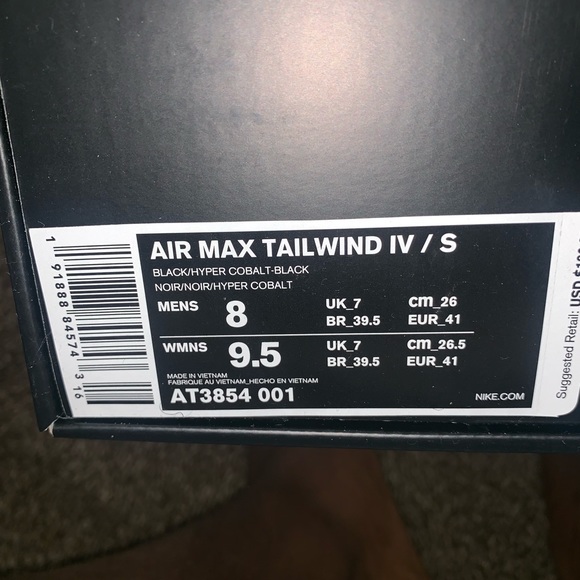 AIR MAX TAILWIND IV / S
BLACK/HYPER COBALT-BLACK
NOIR/NOIR/HYPER COBALT
MENS 8 UK_7 cm_26
BR_39.5 EUR_41
WMNS 9.5 UK_7 cm_26.5
BR_39.5 EUR_41
MADE IN VIETNAM
FABRIQUE AU VIETNAM_HECHO EN VIETNAM
AT3854 001
NIKE.COM
1 91888 84574 3 16
Suggested Retail: USD